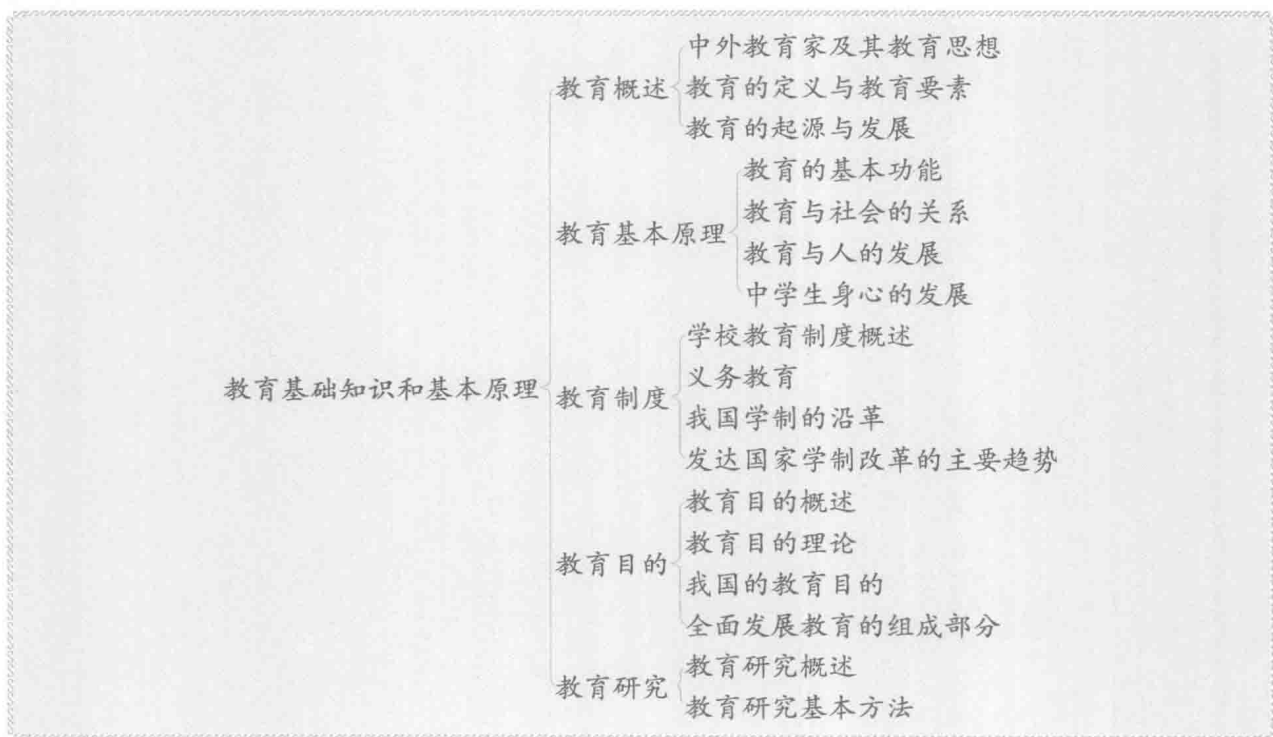 中外教育家及其教育思想
教育概述
教育的定义与教育要素
教育的起源与发展
教育的基本功能
教育与社会的关系
教育基本原理
教育与人的发展
中学生身心的发展
学校教育制度概述
义务教育
教育基础知识和基本原理
教育制度
我国学制的沿革
发达国家学制改革的主要趋势
教育目的概述
教育目的理论
教育目的
我国的教育目的
全面发展教育的组成部分
教育研究概述
教育研究
教育研究基本方法